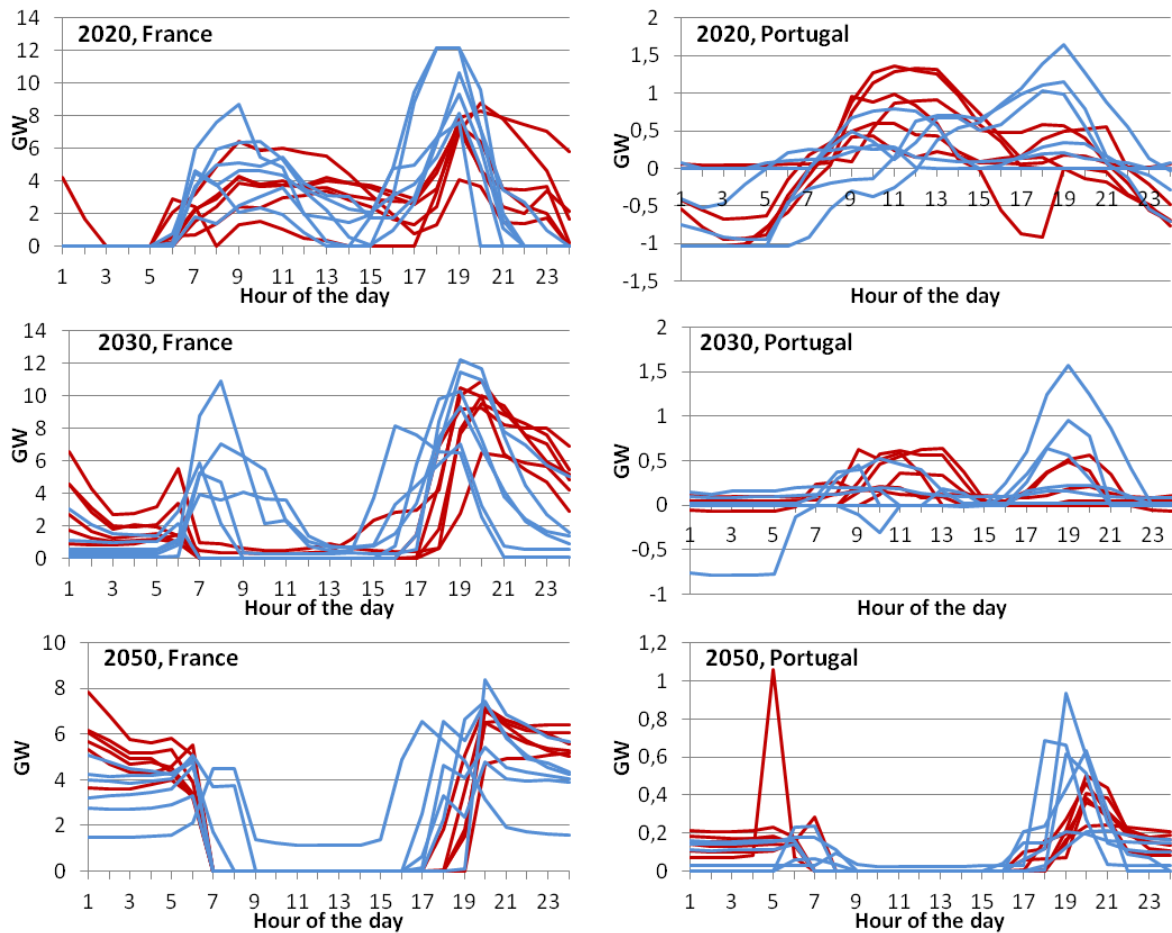 2020, France
GW
14
12
10
8
6
4
2
0
1 3 5 7 9 11 13 15 17 19 21 23
Hour of the day
2020, Portugal
GW
2
1,5
1
0,5
0
-0,5
-1
-1,5
1 3 5 7 9 11 13 15 17 19 21 23
Hour of the day
2030, France
GW
14
12
10
8
6
4
2
0
1 3 5 7 9 11 13 15 17 19 21 23
Hour of the day
2030, Portugal
GW
2
1,5
1
0,5
0
-0,5
-1
1 3 5 7 9 11 13 15 17 19 21 23
Hour of the day
2050, France
GW
10
8
6
4
2
0
1 3 5 7 9 11 13 15 17 19 21 23
Hour of the day
2050, Portugal
GW
1,2
1
0,8
0,6
0,4
0,2
0
1 3 5 7 9 11 13 15 17 19 21 23
Hour of the day